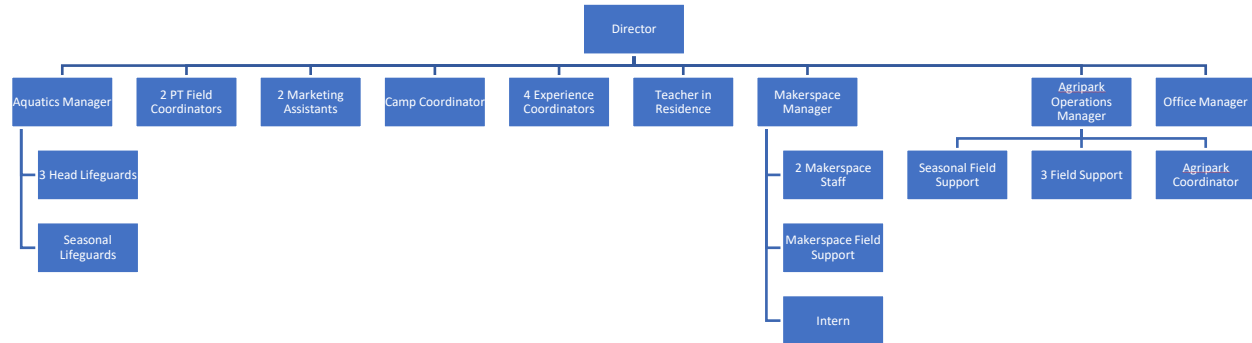 Director
Aquatics Manager
2 PT Field
Coordinators
2 Marketing
Assistants
Camp Coordinator
4 Experience
Coordinators
Teacher in
Residence
Makerspace
Manager
Agripark
Operations
Manager
Office Manager
3 Head Lifeguards
Seasonal
Lifeguards
2 Makerspace
Staff
Makerspace Field
Support
Intern
Seasonal Field
Support
3 Field Support
Agripark
Coordinator